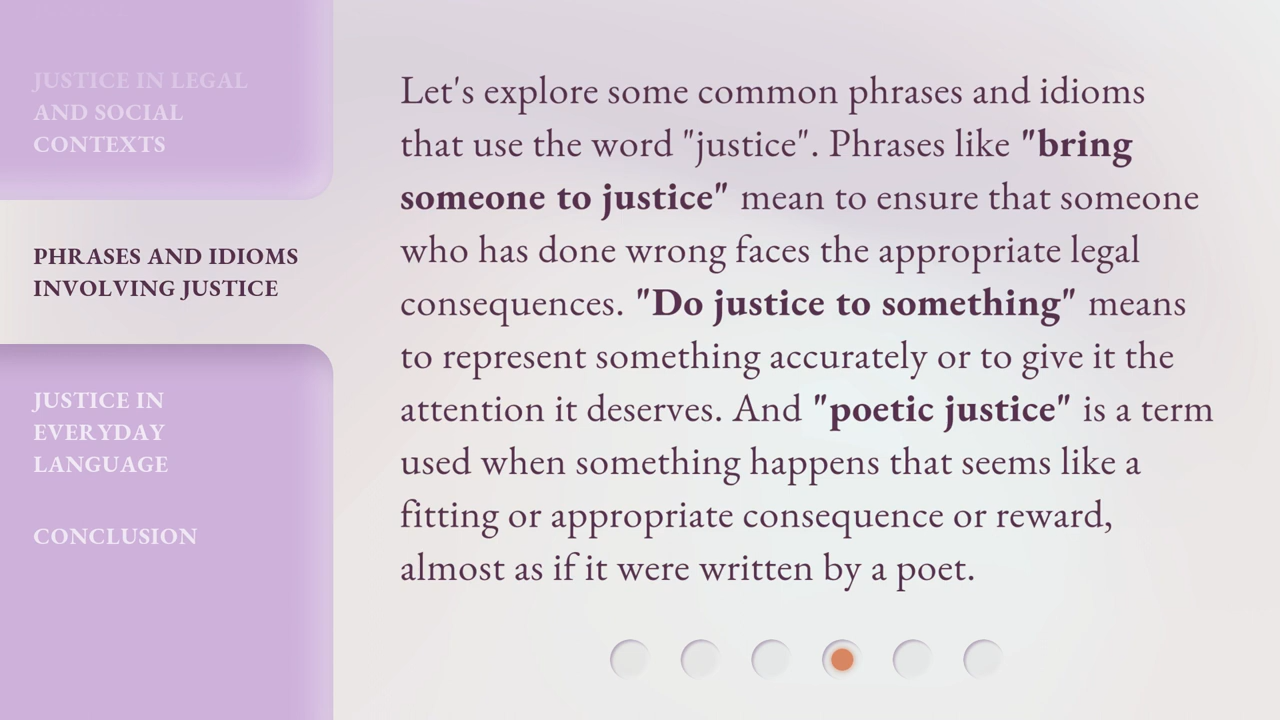 JUSTICE IN LEGAL
AND SOCIAL
CONTEXTS
PHRASES AND IDIOMS
INVOLVING JUSTICE
JUSTICE IN
EVERYDAY
LANGUAGE
CONCLUSION
Let's explore some common phrases and idioms
that use the word "justice". Phrases like "bring
someone to justice" mean to ensure that someone
who has done wrong faces the appropriate legal
consequences. "Do justice to something" means
to represent something accurately or to give it the
attention it deserves. And "poetic justice" is a term
used when something happens that seems like a
fitting or appropriate consequence or reward,
almost as if it were written by a poet.